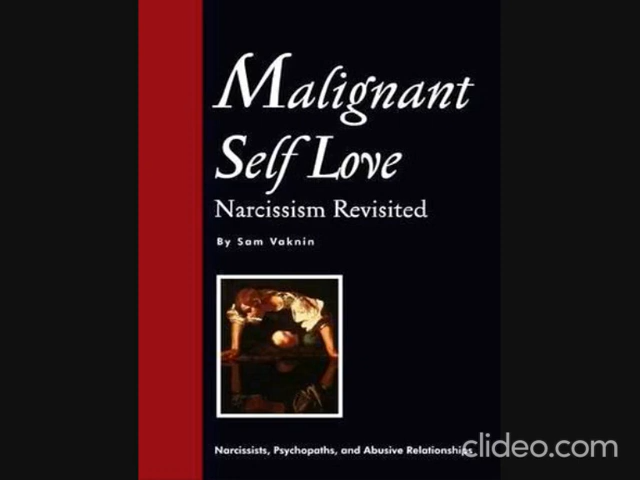 Malignant
Self Love
Narcissism Revisited
By Sam Vaknin
Narcissists, Psychopaths, and Abusive Relationships
clideo.com